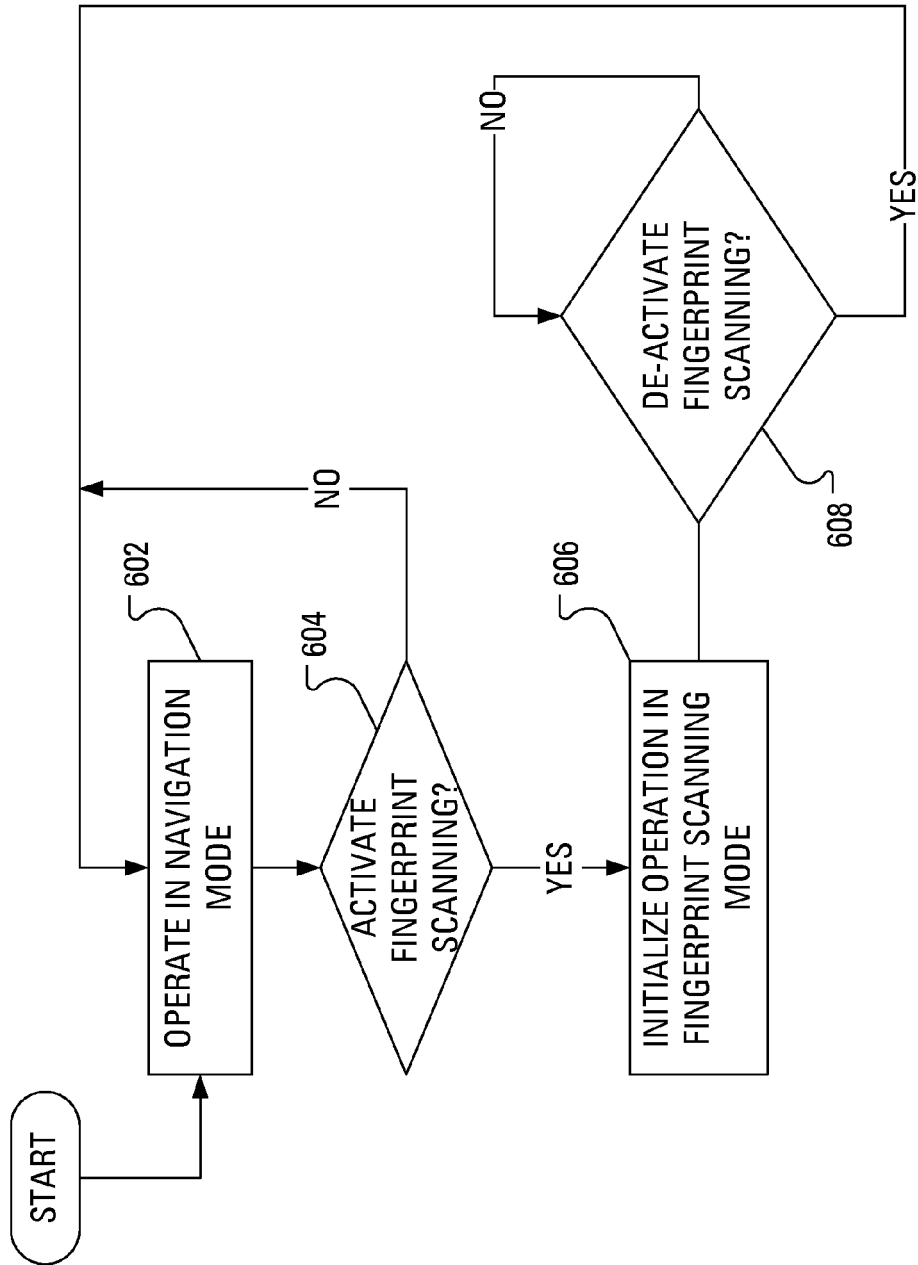 START
OPERATE IN NAVIGATION
MODE
602
ACTIVATE
FINGERPRINT
SCANNING?
604
NO
YES
INITIALIZE OPERATION IN
FINGERPRINT SCANNING
MODE
606
DE-ACTIVATE
FINGERPRINT
SCANNING?
608
NO
YES